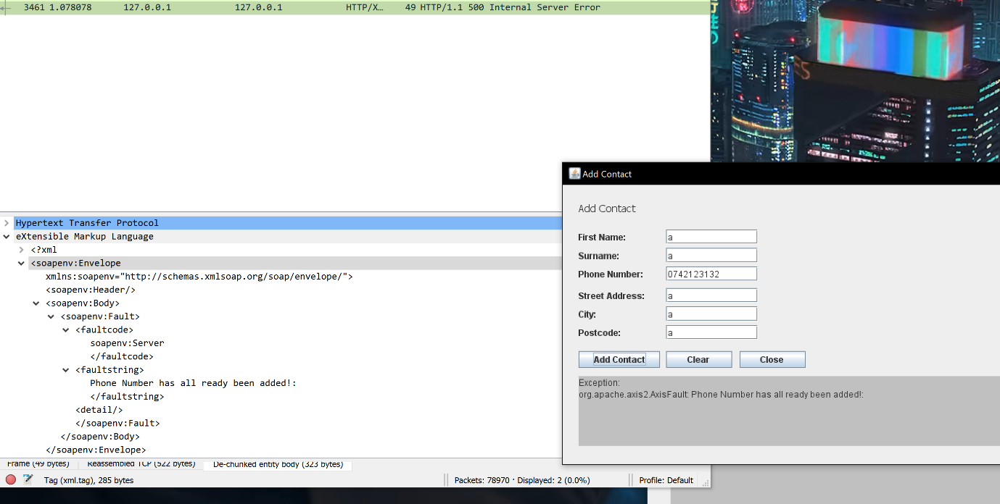 3461 1.078078 127.0.0.1 127.0.0.1 HTTP/X… 49 HTTP/1.1 500 Internal Server Error
Hypertext Transfer Protocol
eXtensible Markup Language
<?xml
<soapenv:Envelope
xmlns:soapenv="http://schemas.xmlsoap.org/soap/envelope/">
<soapenv:Header/>
<soapenv:Body>
<soapenv:Fault>
<faultcode>
soapenv:Server
</faultcode>
<faultstring>
Phone Number has all ready been added!:
</faultstring>
<detail/>
</soapenv:Fault>
</soapenv:Body>
</soapenv:Envelope>
Frame (49 bytes) Reassembled TCP (522 bytes) De-chunked entity body (323 bytes)
Tag (xml.tag), 285 bytes Packets: 78970 · Displayed: 2 (0.0%) Profile: Default
Add Contact
Add Contact
First Name: a
Surname: a
Phone Number: 0742123132
Street Address: a
City: a
Postcode: a
Add Contact Clear Close
Exception:
org.apache.axis2.AxisFault: Phone Number has all ready been added!: